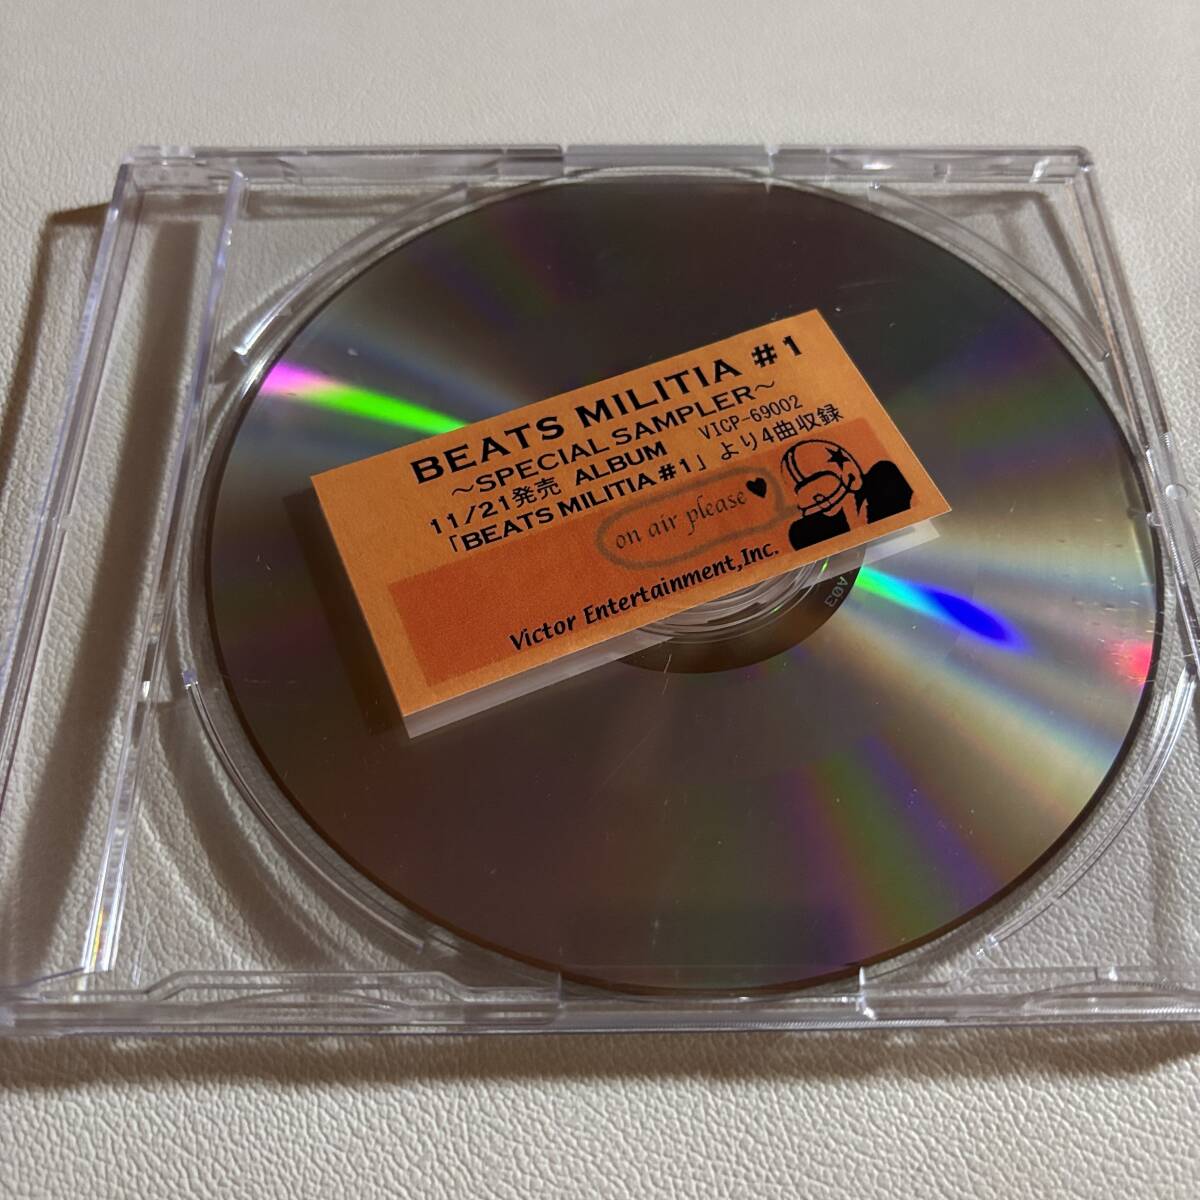 BEATS MILITIA #1
～SPECIAL SAMPLER～
11/21発売 ALBUM VICP-69002
「BEATS MILITIA #1」より4曲収録
on air please♥
Victor Entertainment,Inc.
A03